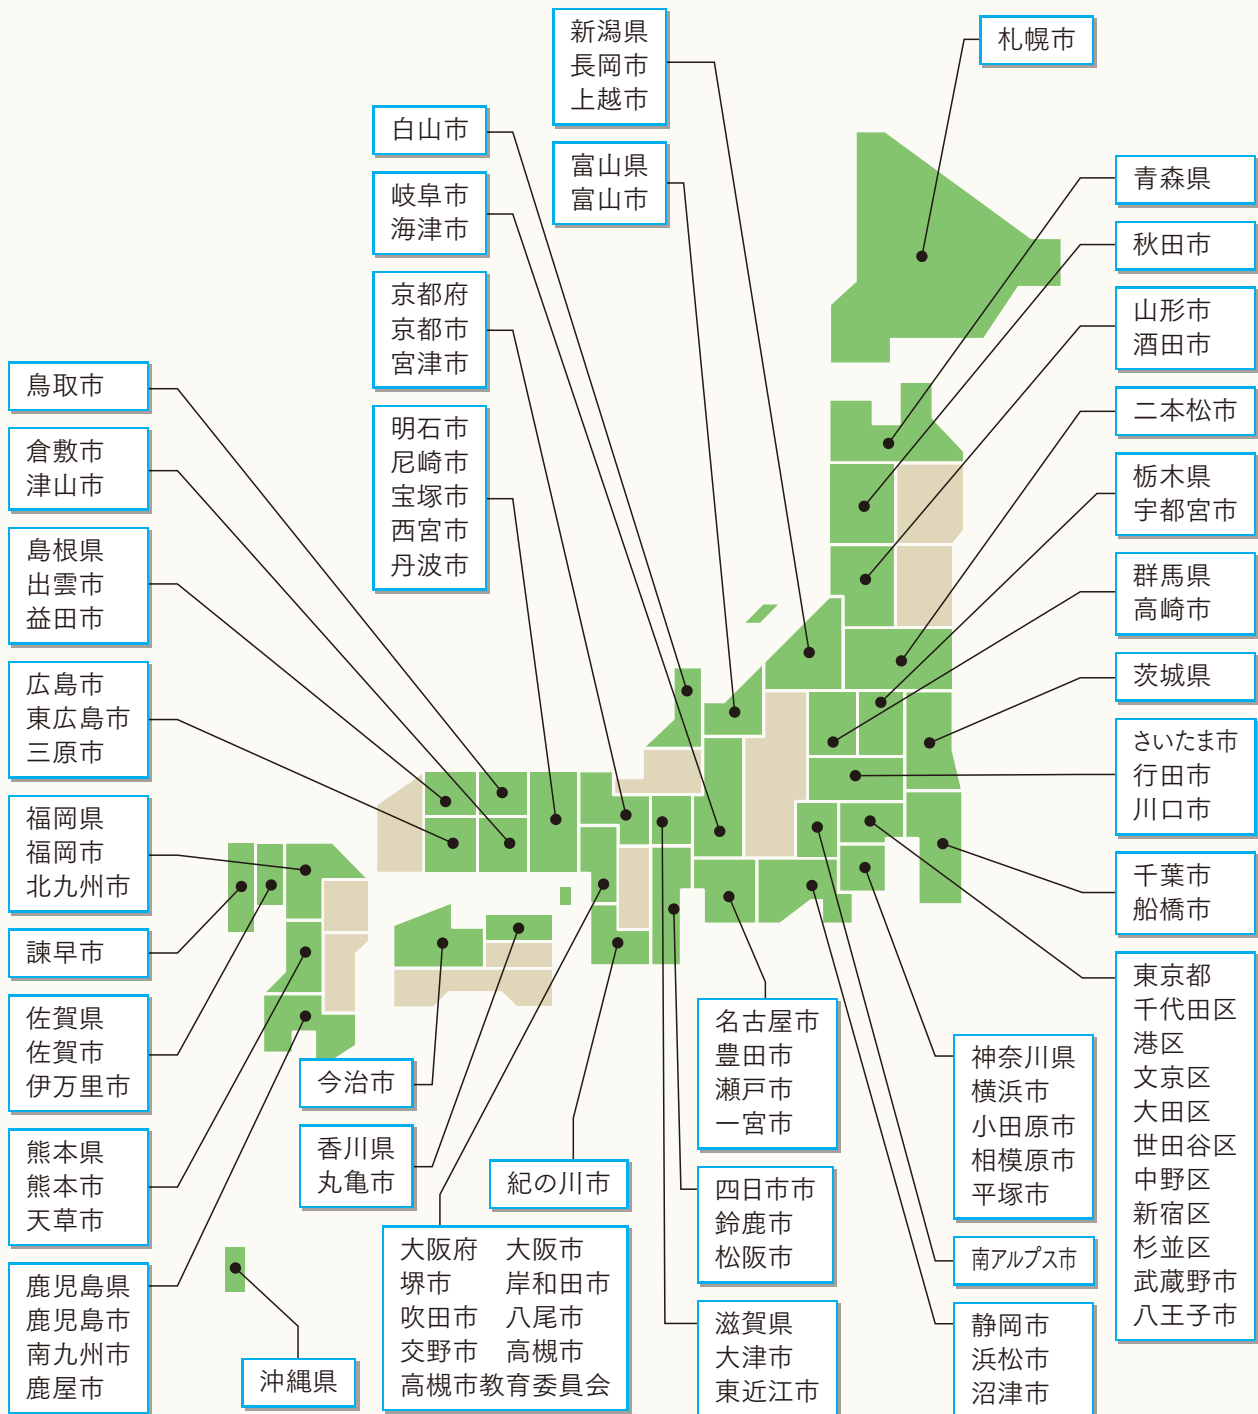 新潟県
長岡市
上越市
札幌市
白山市
富山県
富山市
青森県
岐阜市
海津市
秋田市
京都府
京都市
宮津市
山形市
酒田市
鳥取市
二本松市
明石市
尼崎市
宝塚市
西宮市
丹波市
倉敷市
津山市
栃木県
宇都宮市
島根県
出雲市
益田市
群馬県
高崎市
広島市
東広島市
三原市
茨城県
さいたま市
行田市
川口市
福岡県
福岡市
北九州市
千葉市
船橋市
諫早市
東京都
千代田区
港区
文京区
大田区
世田谷区
中野区
新宿区
杉並区
武蔵野市
八王子市
佐賀県
佐賀市
伊万里市
名古屋市
豊田市
瀬戸市
一宮市
神奈川県
横浜市
小田原市
相模原市
平塚市
今治市
熊本県
熊本市
天草市
香川県
丸亀市
紀の川市
四日市市
鈴鹿市
松阪市
大阪府 大阪市
堺市 岸和田市
吹田市 八尾市
交野市 高槻市
高槻市教育委員会
南アルプス市
鹿児島県
鹿児島市
南九州市
鹿屋市
滋賀県
大津市
東近江市
静岡市
浜松市
沼津市
沖縄県